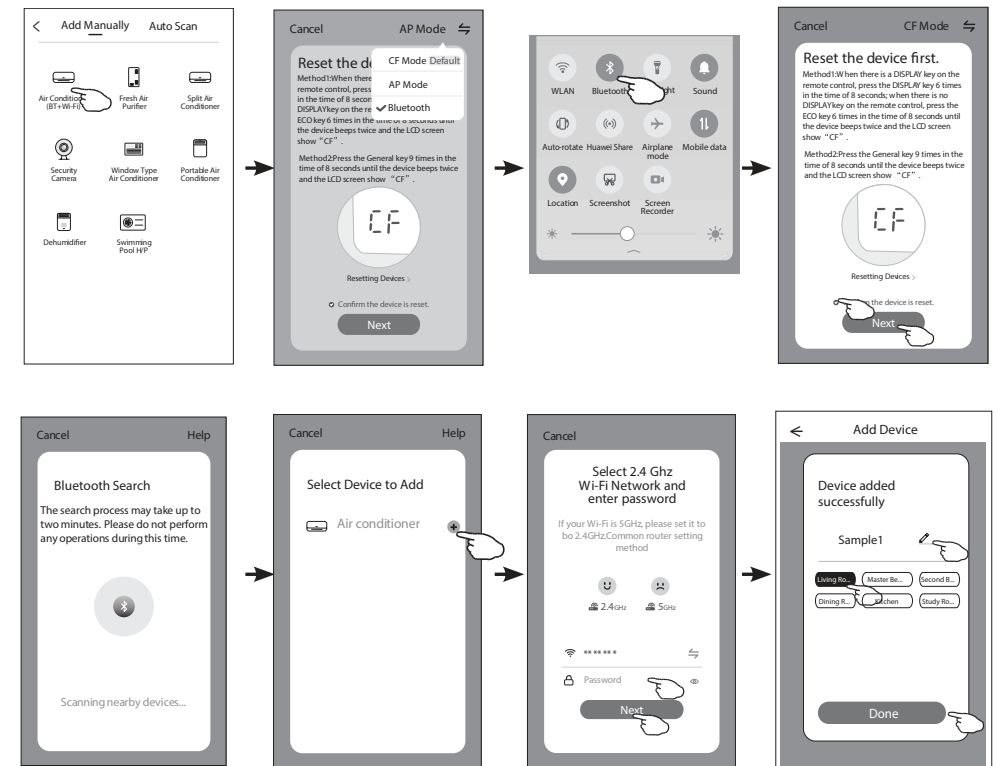 Add Manually Auto Scan
Air Condition
(BT+Wi-Fi)
Fresh Air
Purifier
Split Air
Conditioner
Security
Camera
Window Type
Air Conditioner
Portable Air
Conditioner
Dehumidifier
Swimming
Pool H/P
Cancel AP Mode
CF Mode Default
AP Mode
Bluetooth
Reset the de
Method1:When there
remote control, press
in the time of 8 secon
DISPLAYkey on the re
ECO key 6 times in the time of 8 seconds until
the device beeps twice and the LCD screen
show “CF”.
Method2:Press the General key 9 times in the
time of 8 seconds until the device beeps twice
and the LCD screen show “CF”.
CF
Resetting Devices >
Confirm the device is reset.
Next
WLAN Bluetooth ht Sound
Auto-rotate Huawei Share Airplane
mode Mobile data
Location Screenshot Screen
Recorder
Cancel CF Mode
Reset the device first.
Method1:When there is a DISPLAY key on the
remote control, press the DISPLAY key 6 times
in the time of 8 seconds; when there is no
DISPLAYkey on the remote control, press the
ECO key 6 times in the time of 8 seconds until
the device beeps twice and the LCD screen
show “CF”.
Method2:Press the General key 9 times in the
time of 8 seconds until the device beeps twice
and the LCD screen show “CF”.
CF
Resetting Devices >
the device is reset.
Next
Cancel Help
Bluetooth Search
The search process may take up to
two minutes. Please do not perform
any operations during this time.
Scanning nearby devices...
Cancel Help
Select Device to Add
Air conditioner
Cancel
Select 2.4 Ghz
Wi-Fi Network and
enter password
If your Wi-Fi is 5GHz, please set it to
bo 2.4GHz.Common router setting
method
2.4GHz 5GHz
*******
Password
Next
Add Device
Device added
successfully
Sample1
Living Ro... Master Be... Second B...
Dining R... Kitchen Study Ro...
Done